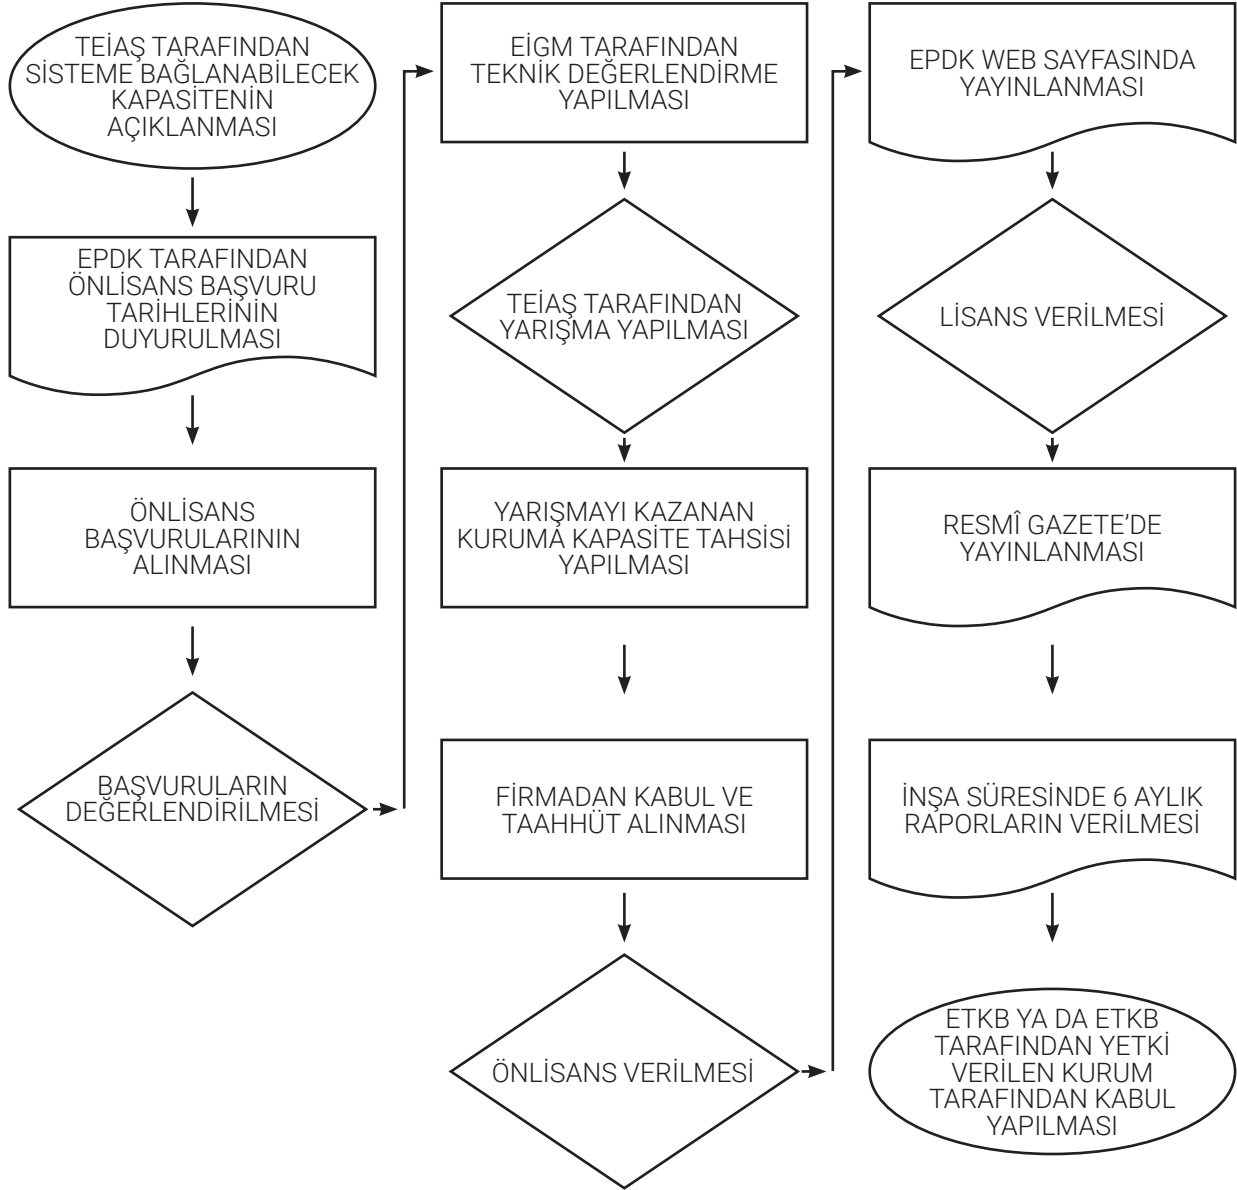 TEİAŞ TARAFINDAN
SİSTEME BAĞLANABİLECEK
KAPASİTENİN
AÇIKLANMASI
EPDK TARAFINDAN
ÖNLİSANS BAŞVURU
TARİHLERİNİN
DUYURULMASI
ÖNLİSANS
BAŞVURULARININ
ALINMASI
BAŞVURULARIN
DEĞERLENDİRİLMESİ
EİGM TARAFINDAN
TEKNİK DEĞERLENDİRME
YAPILMASI
TEİAŞ TARAFINDAN
YARIŞMA YAPILMASI
YARIŞMAYI KAZANAN
KURUMA KAPASİTE TAHSİSİ
YAPILMASI
FİRMADAN KABUL VE
TAAHHÜT ALINMASI
ÖNLİSANS VERİLMESİ
EPDK WEB SAYFASINDA
YAYINLANMASI
LİSANS VERİLMESİ
RESMÎ GAZETE'DE
YAYINLANMASI
İNŞA SÜRESİNDE 6 AYLIK
RAPORLARIN VERİLMESİ
ETKB YA DA ETKB
TARAFINDAN YETKİ
VERİLEN KURUM
TARAFINDAN KABUL
YAPILMASI